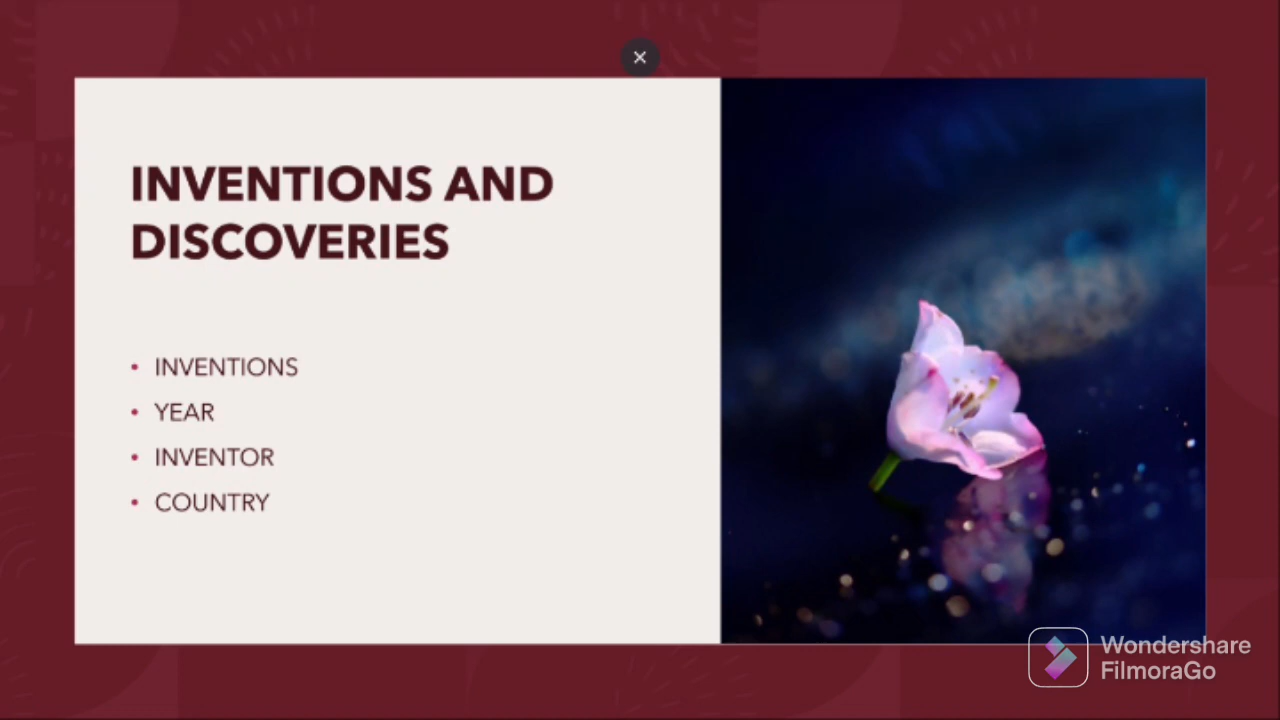 INVENTIONS AND
DISCOVERIES
• INVENTIONS
• YEAR
• INVENTOR
• COUNTRY
Wondershare
FilmoraGo